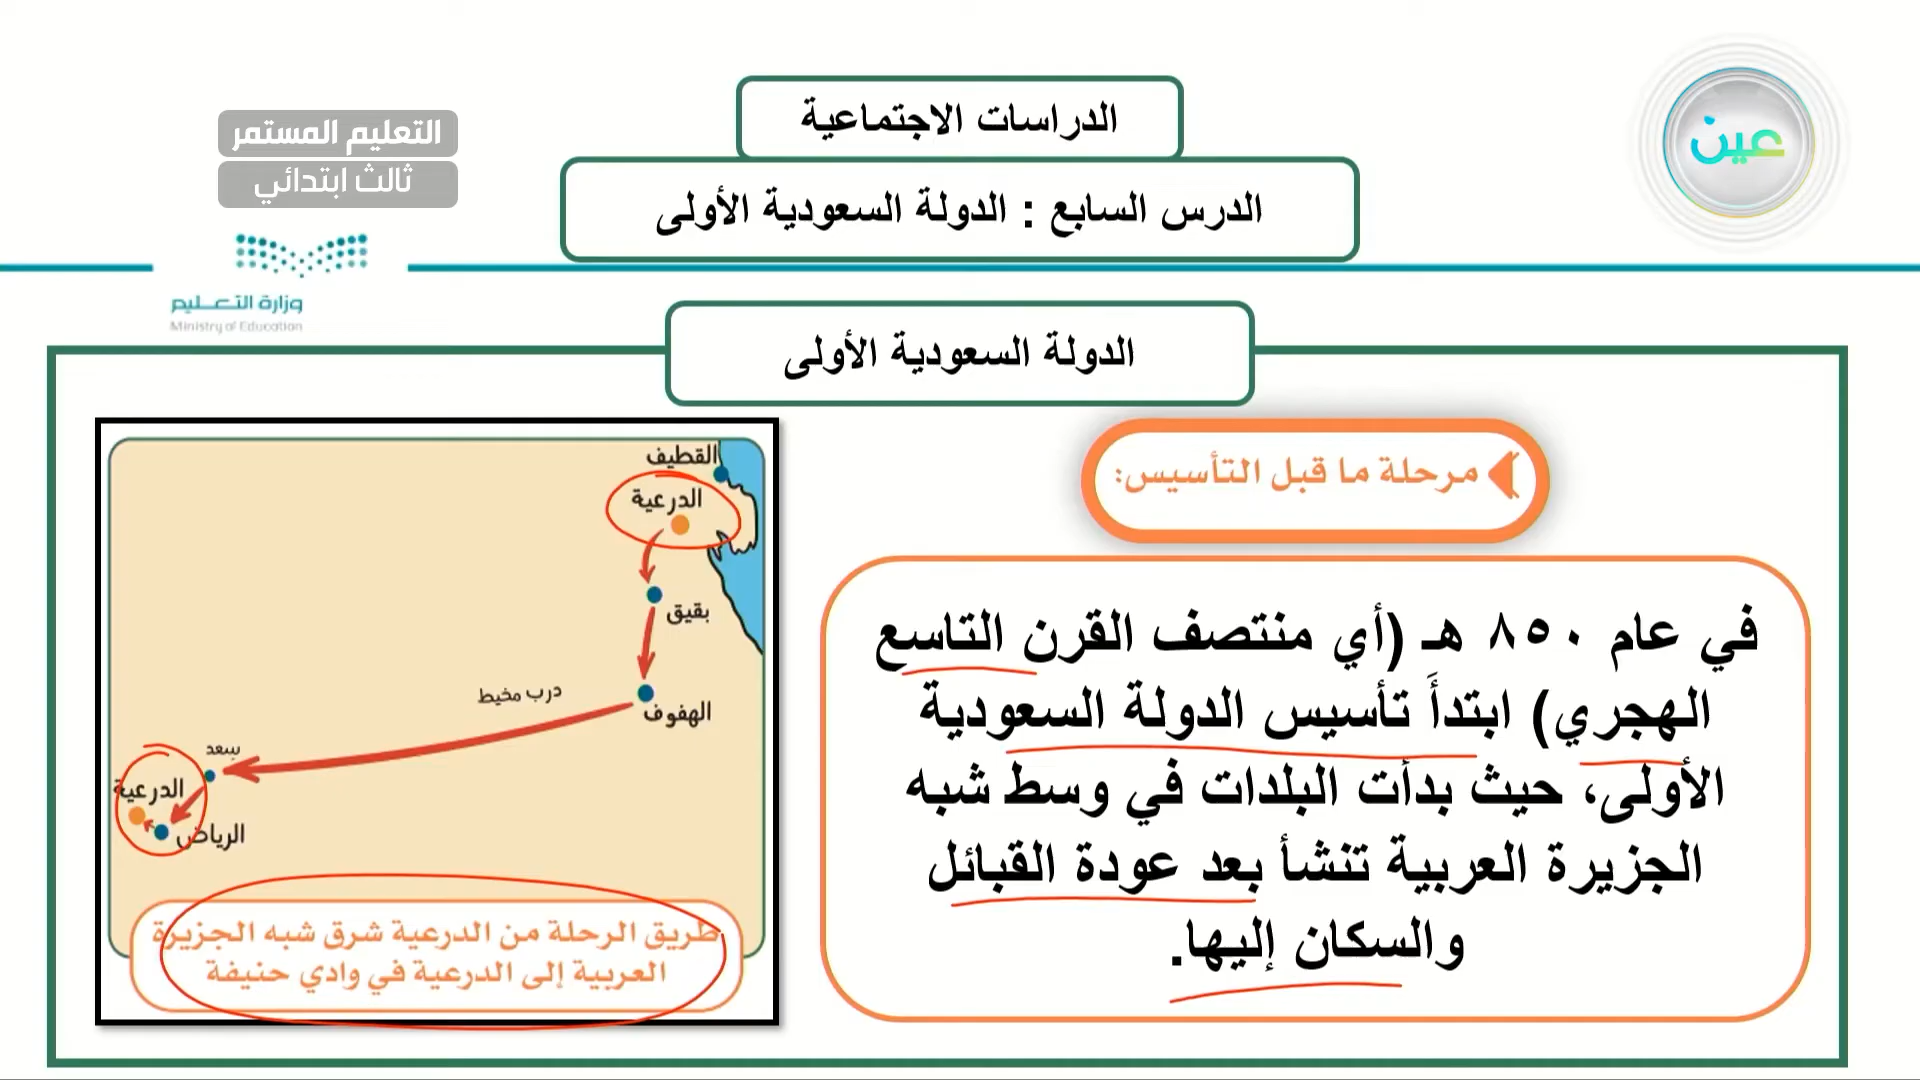 الدراسات الاجتماعية
عين
التعليم المستمر
ثالث ابتدائي
الدرس السابع : الدولة السعودية الأولى
وزارة التعليم
Ministry of Education
الدولة السعودية الأولى
مرحلة ما قبل التأسيس:
في عام ٨٥٠ هـ (أي منتصف القرن التاسع
الهجري) ابتدأَ تأسيس الدولة السعودية
الأولى، حيث بدأت البلدات في وسط شبه
الجزيرة العربية تنشأ بعد عودة القبائل
والسكان إليها.
القطيف
الدرعية
بقيق
الهفوف
درب مخيط
سعد
الدرعية
الرياض
طريق الرحلة من الدرعية شرق شبه الجزيرة
العربية إلى الدرعية في وادي حنيفة